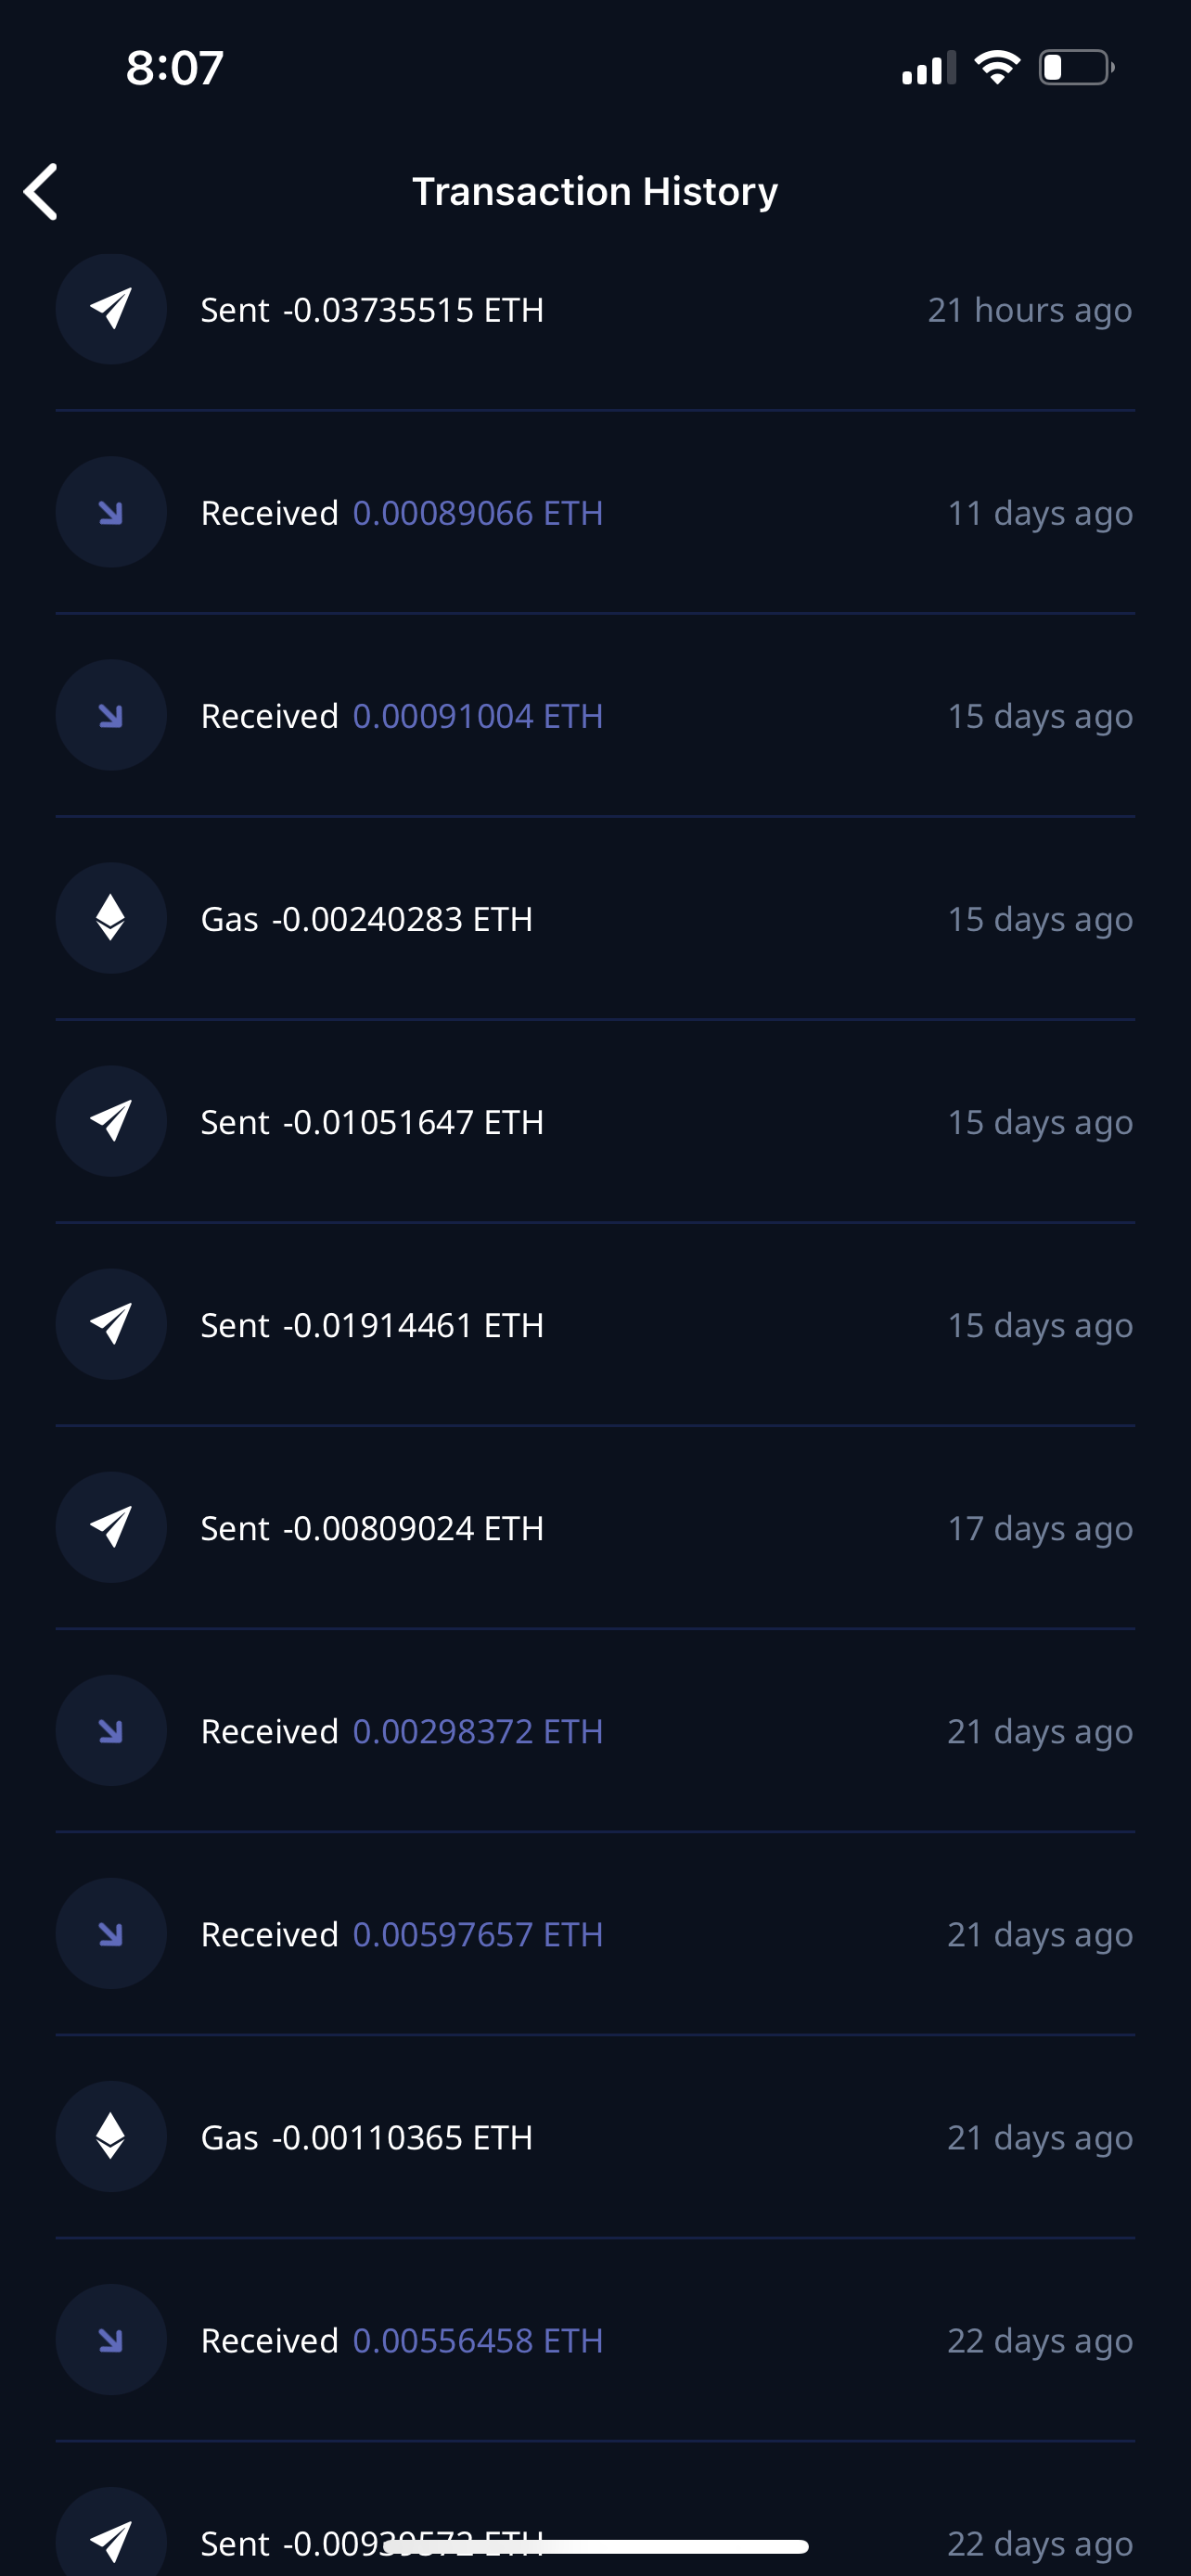 8:07
Transaction History
Sent -0.03735515 ETH 21 hours ago
Received 0.00089066 ETH 11 days ago
Received 0.00091004 ETH 15 days ago
Gas -0.00240283 ETH 15 days ago
Sent -0.01051647 ETH 15 days ago
Sent -0.01914461 ETH 15 days ago
Sent -0.00809024 ETH 17 days ago
Received 0.00298372 ETH 21 days ago
Received 0.00597657 ETH 21 days ago
Gas -0.00110365 ETH 21 days ago
Received 0.00556458 ETH 22 days ago
Sent ETH 22 days ago